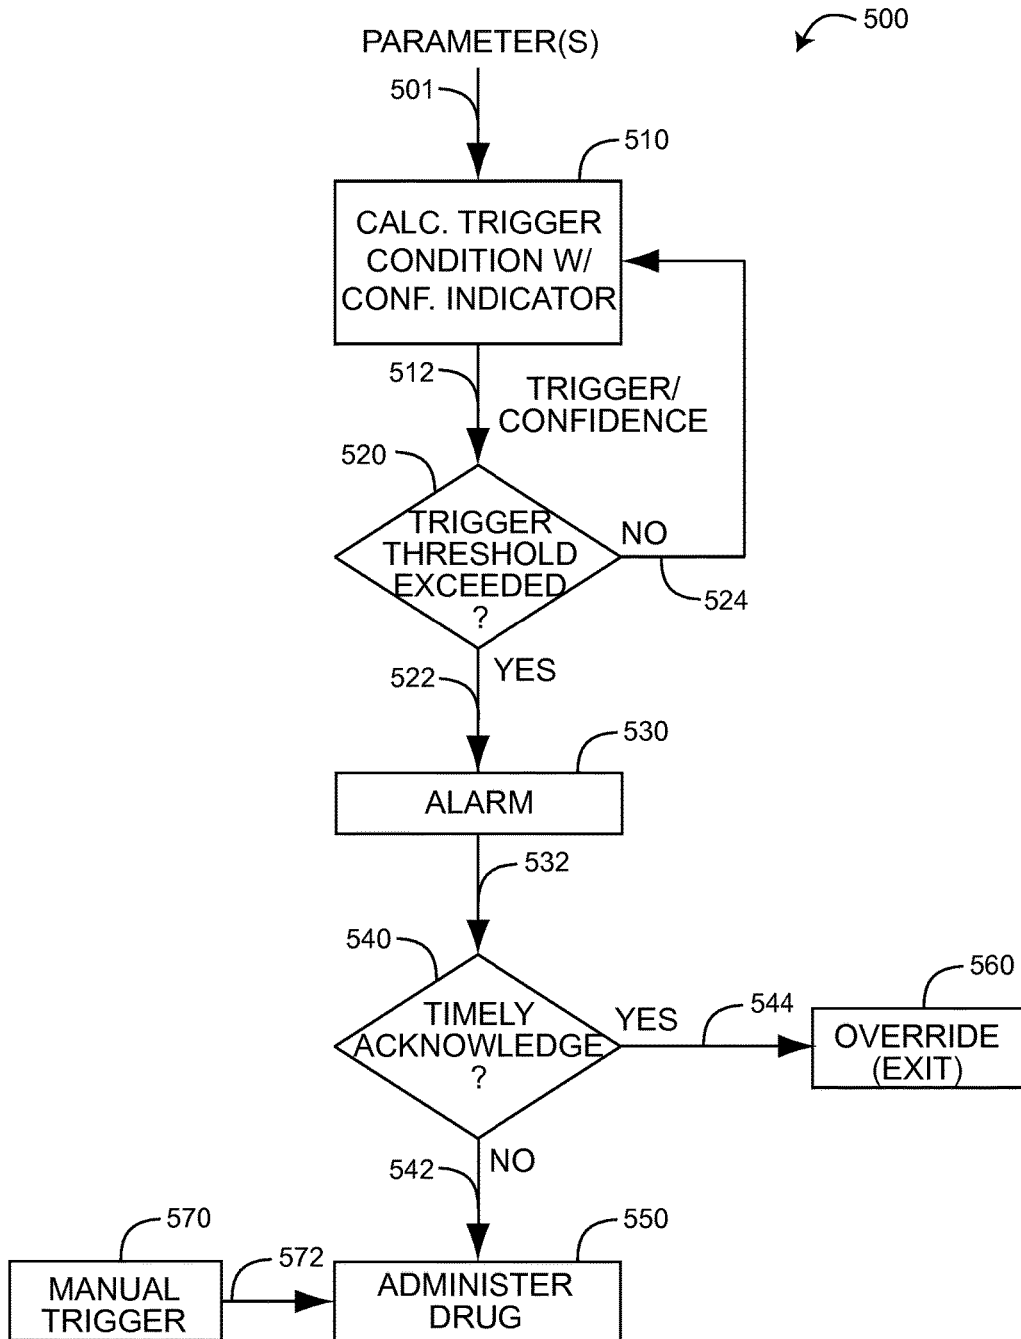 500
PARAMETER(S)
501
510
CALC. TRIGGER
CONDITION W/
CONF. INDICATOR
512
TRIGGER/
CONFIDENCE
520
TRIGGER
THRESHOLD
EXCEEDED
?
NO
524
YES
522
530
ALARM
532
540
TIMELY
ACKNOWLEDGE
?
YES
544
560
OVERRIDE
(EXIT)
NO
542
570
572
550
MANUAL
TRIGGER
ADMINISTER
DRUG